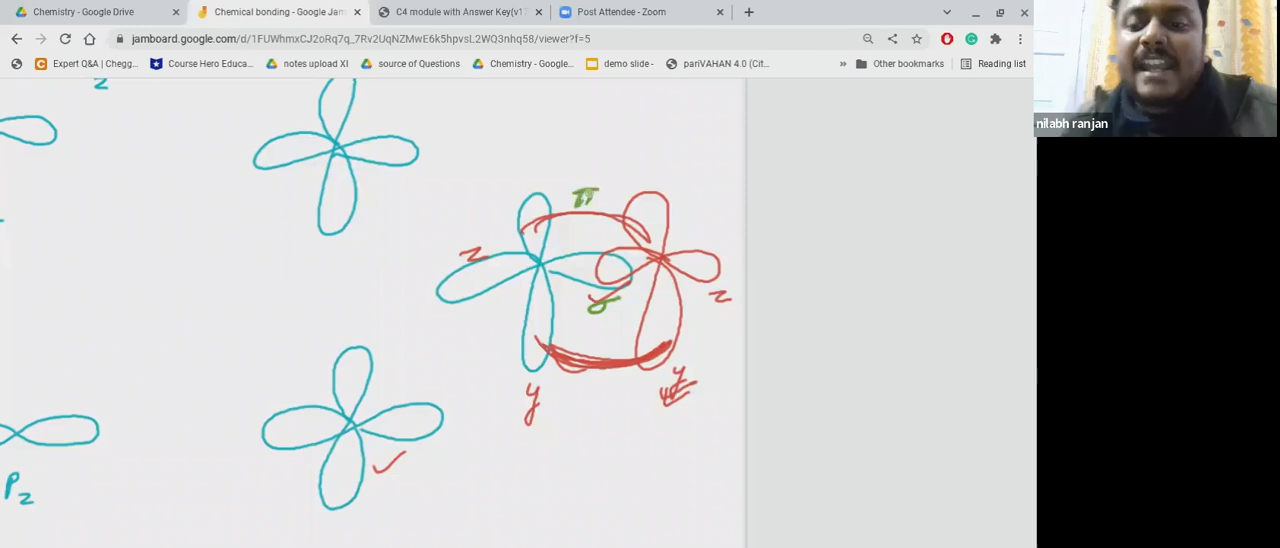 Chemistry - Google Drive
Chemical bonding - Google Jam
C4 module with Answer Key(v1
Post Attendee - Zoom
jamboard.google.com/d/1FUWhmxCJ2oRq7q_7Rv2UqNZMwE6k5hpvsL2WQ3nhq58/viewer?f=5
Expert Q&A | Chegg...
Course Hero Educa...
notes upload XI
source of Questions
Chemistry - Google...
demo slide -
pariVAHAN 4.0 (Cit...
»
Other bookmarks
Reading list
nilabh ranjan
z
π
z
z
σ
y
y
Pz